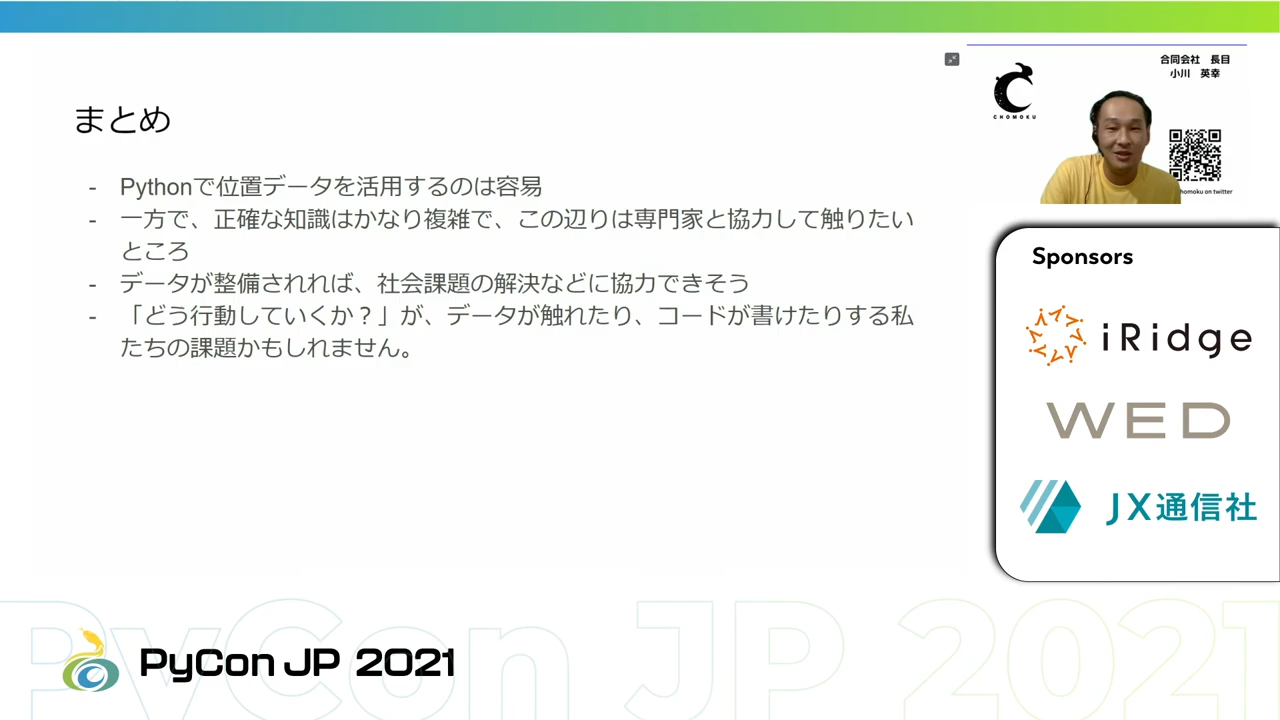 まとめ
- Pythonで位置データを活用するのは容易
- 一方で、正確な知識はかなり複雑で、この辺りは専門家と協力して触りたい
ところ
- データが整備されれば、社会課題の解決などに協力できそう
- 「どう行動していくか？」が、データが触れたり、コードが書けたりする私
たちの課題かもしれません。
合同会社　長目
小川　英幸
CHOMOKU
homoku on twitter
Sponsors
iRidge
WED
JX通信社
PyCon JP 2021
PyCon JP 2021